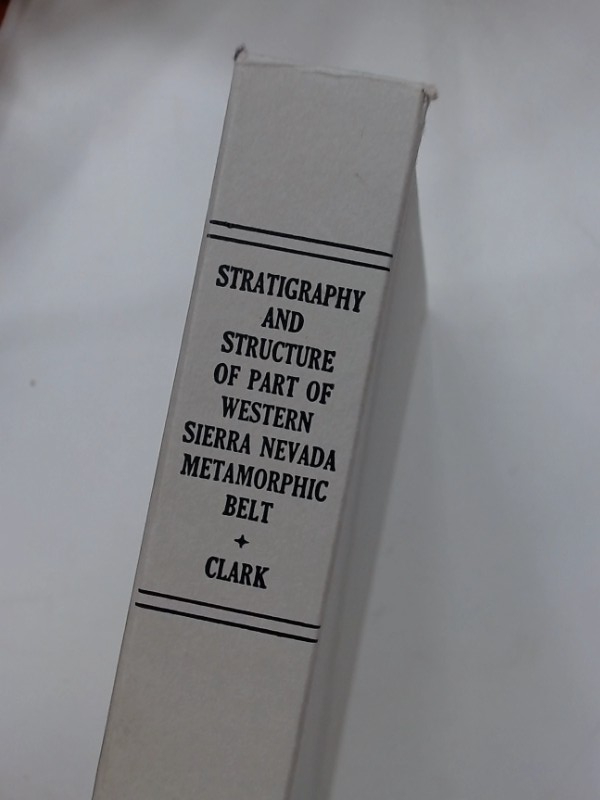 STRATIGRAPHY
AND
STRUCTURE
OF PART OF
WESTERN
SIERRA NEVADA
METAMORPHIC
BELT
CLARK